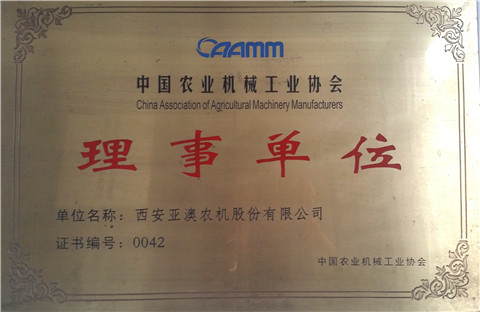 CAAMM
中国农业机械工业协会
China Association of Agricultural Machinery Manufacturers
理事单位
单位名称：西安亚澳农机股份有限公司
证书编号：0042
中国农业机械工业协会